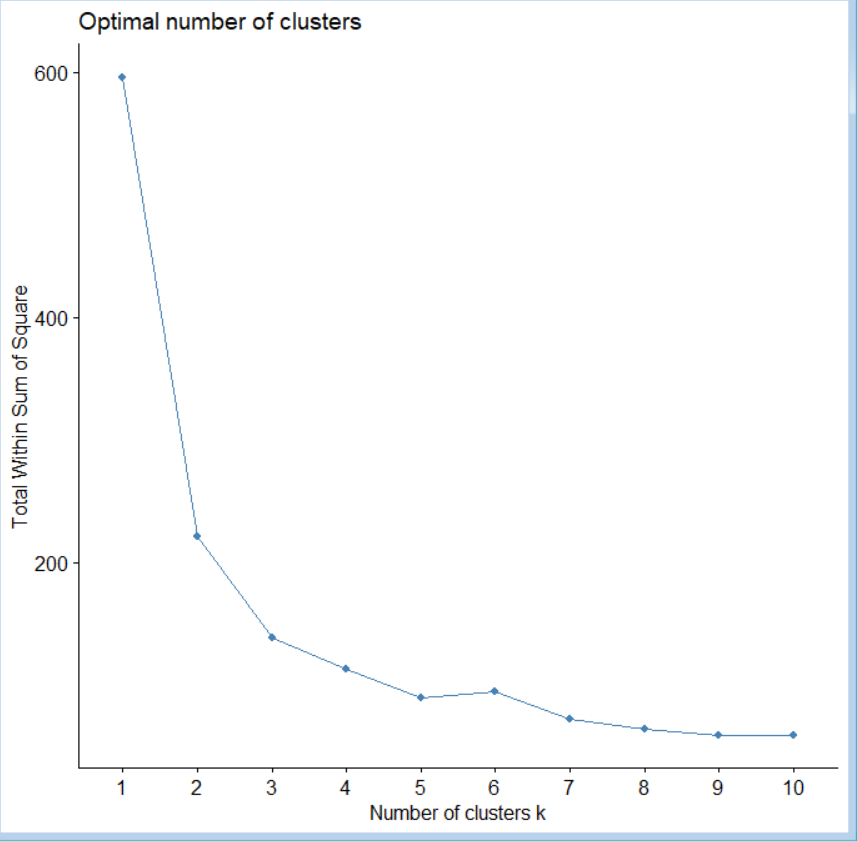 Optimal number of clusters
600
400
200
Total Within Sum of Square
1 2 3 4 5 6 7 8 9 10
Number of clusters k